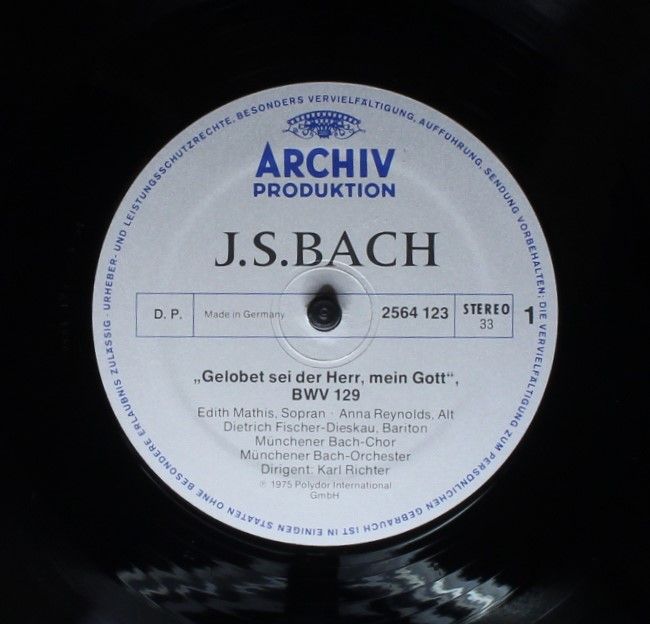 URHEBER- UND LEISTUNGSSCHUTZRECHTE, BESONDERS VERVIELFÄLTIGUNG, AUFFÜHRUNG, SENDUNG VORBEHALTEN; DIE VERVIELFÄLTIGUNG ZUM PERSÖNLICHEN GEBRAUCH IST IN EINIGEN STAATEN OHNE BESONDERE ERLAUBNIS ZULÄSSIG ·
ARCHIV
PRODUKTION
J.S.BACH
D. P. Made in Germany 2564 123 STEREO 33 1
„Gelobet sei der Herr, mein Gott“,
BWV 129
Edith Mathis, Sopran · Anna Reynolds, Alt
Dietrich Fischer-Dieskau, Bariton
Münchener Bach-Chor
Münchener Bach-Orchester
Dirigent: Karl Richter
℗ 1975 Polydor International
GmbH